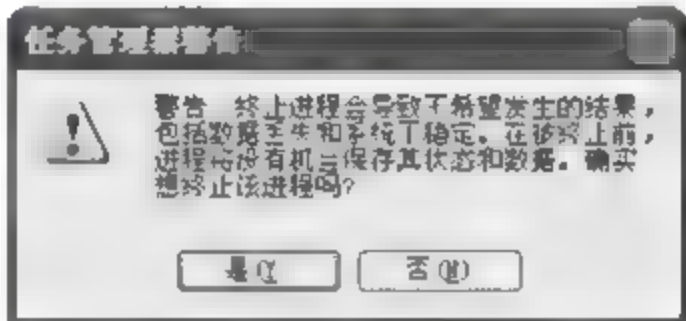 任务管理器警告
警告：终止进程会导致不希望发生的结果，
包括数据丢失和系统不稳定。在被终止前，
进程将没有机会保存其状态和数据。确实
想终止该进程吗?
是(Y)
否(N)